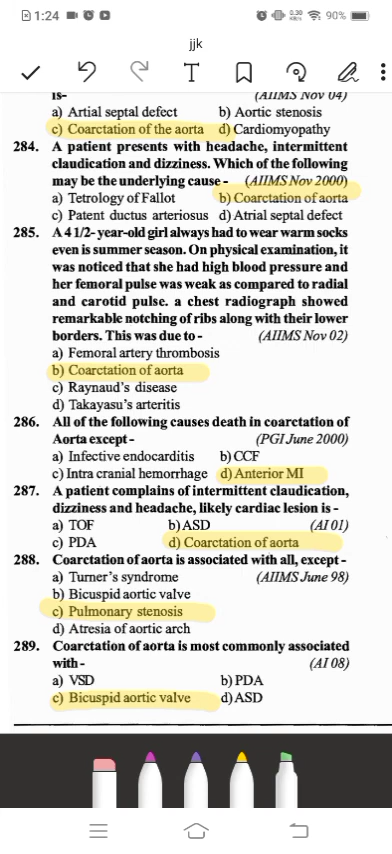 1:24
0.30
KB/S
90%
jjk
T
is- (AIIMS Nov 04)
a) Artial septal defect b) Aortic stenosis
c) Coarctation of the aorta d) Cardiomyopathy
284. A patient presents with headache, intermittent
claudication and dizziness. Which of the following
may be the underlying cause - (AIIMS Nov 2000)
a) Tetrology of Fallot b) Coarctation of aorta
c) Patent ductus arteriosus d) Atrial septal defect
285. A 4 1/2- year-old girl always had to wear warm socks
even is summer season. On physical examination, it
was noticed that she had high blood pressure and
her femoral pulse was weak as compared to radial
and carotid pulse. a chest radiograph showed
remarkable notching of ribs along with their lower
borders. This was due to - (AIIMS Nov 02)
a) Femoral artery thrombosis
b) Coarctation of aorta
c) Raynaud's disease
d) Takayasu's arteritis
286. All of the following causes death in coarctation of
Aorta except - (PGI June 2000)
a) Infective endocarditis b) CCF
c) Intra cranial hemorrhage d) Anterior MI
287. A patient complains of intermittent claudication,
dizziness and headache, likely cardiac lesion is -
a) TOF b) ASD (AI 01)
c) PDA d) Coarctation of aorta
288. Coarctation of aorta is associated with all, except -
a) Turner's syndrome (AIIMS June 98)
b) Bicuspid aortic valve
c) Pulmonary stenosis
d) Atresia of aortic arch
289. Coarctation of aorta is most commonly associated
with - (AI 08)
a) VSD b) PDA
c) Bicuspid aortic valve d) ASD